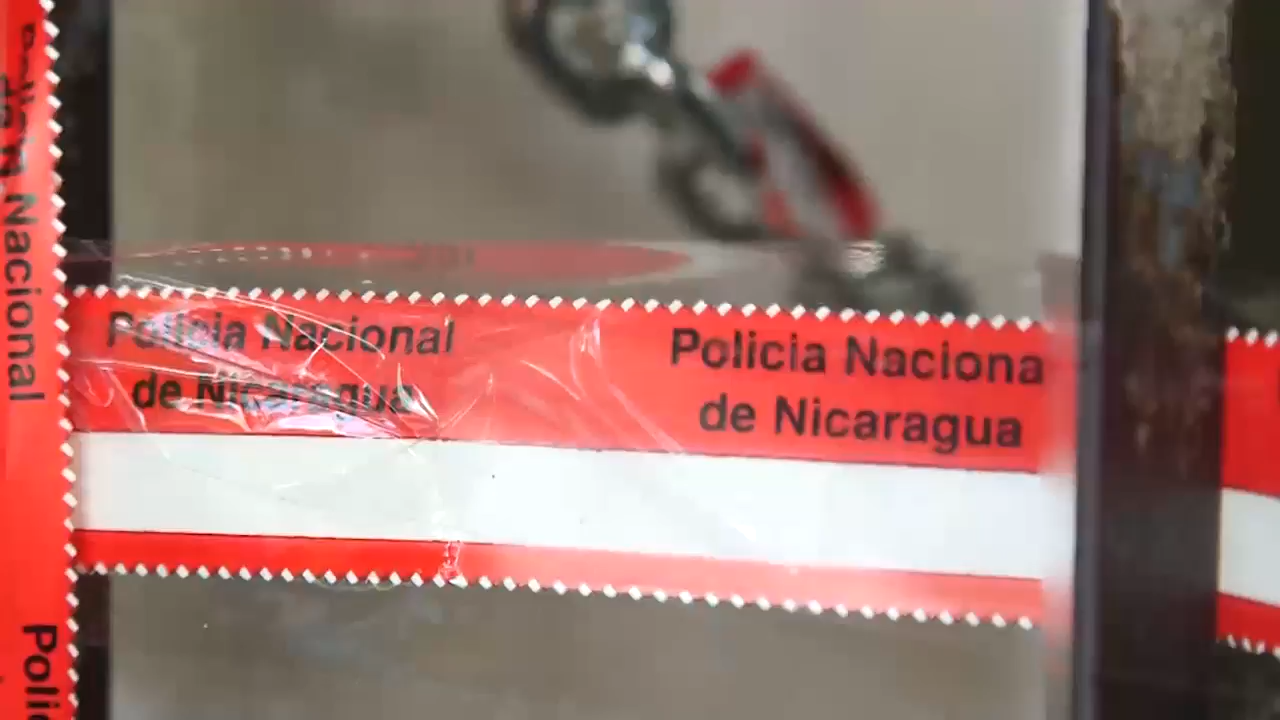 Policia Nacional
de Nicaragua
Policia Naciona
de Nicaragua
Nacional
Polic